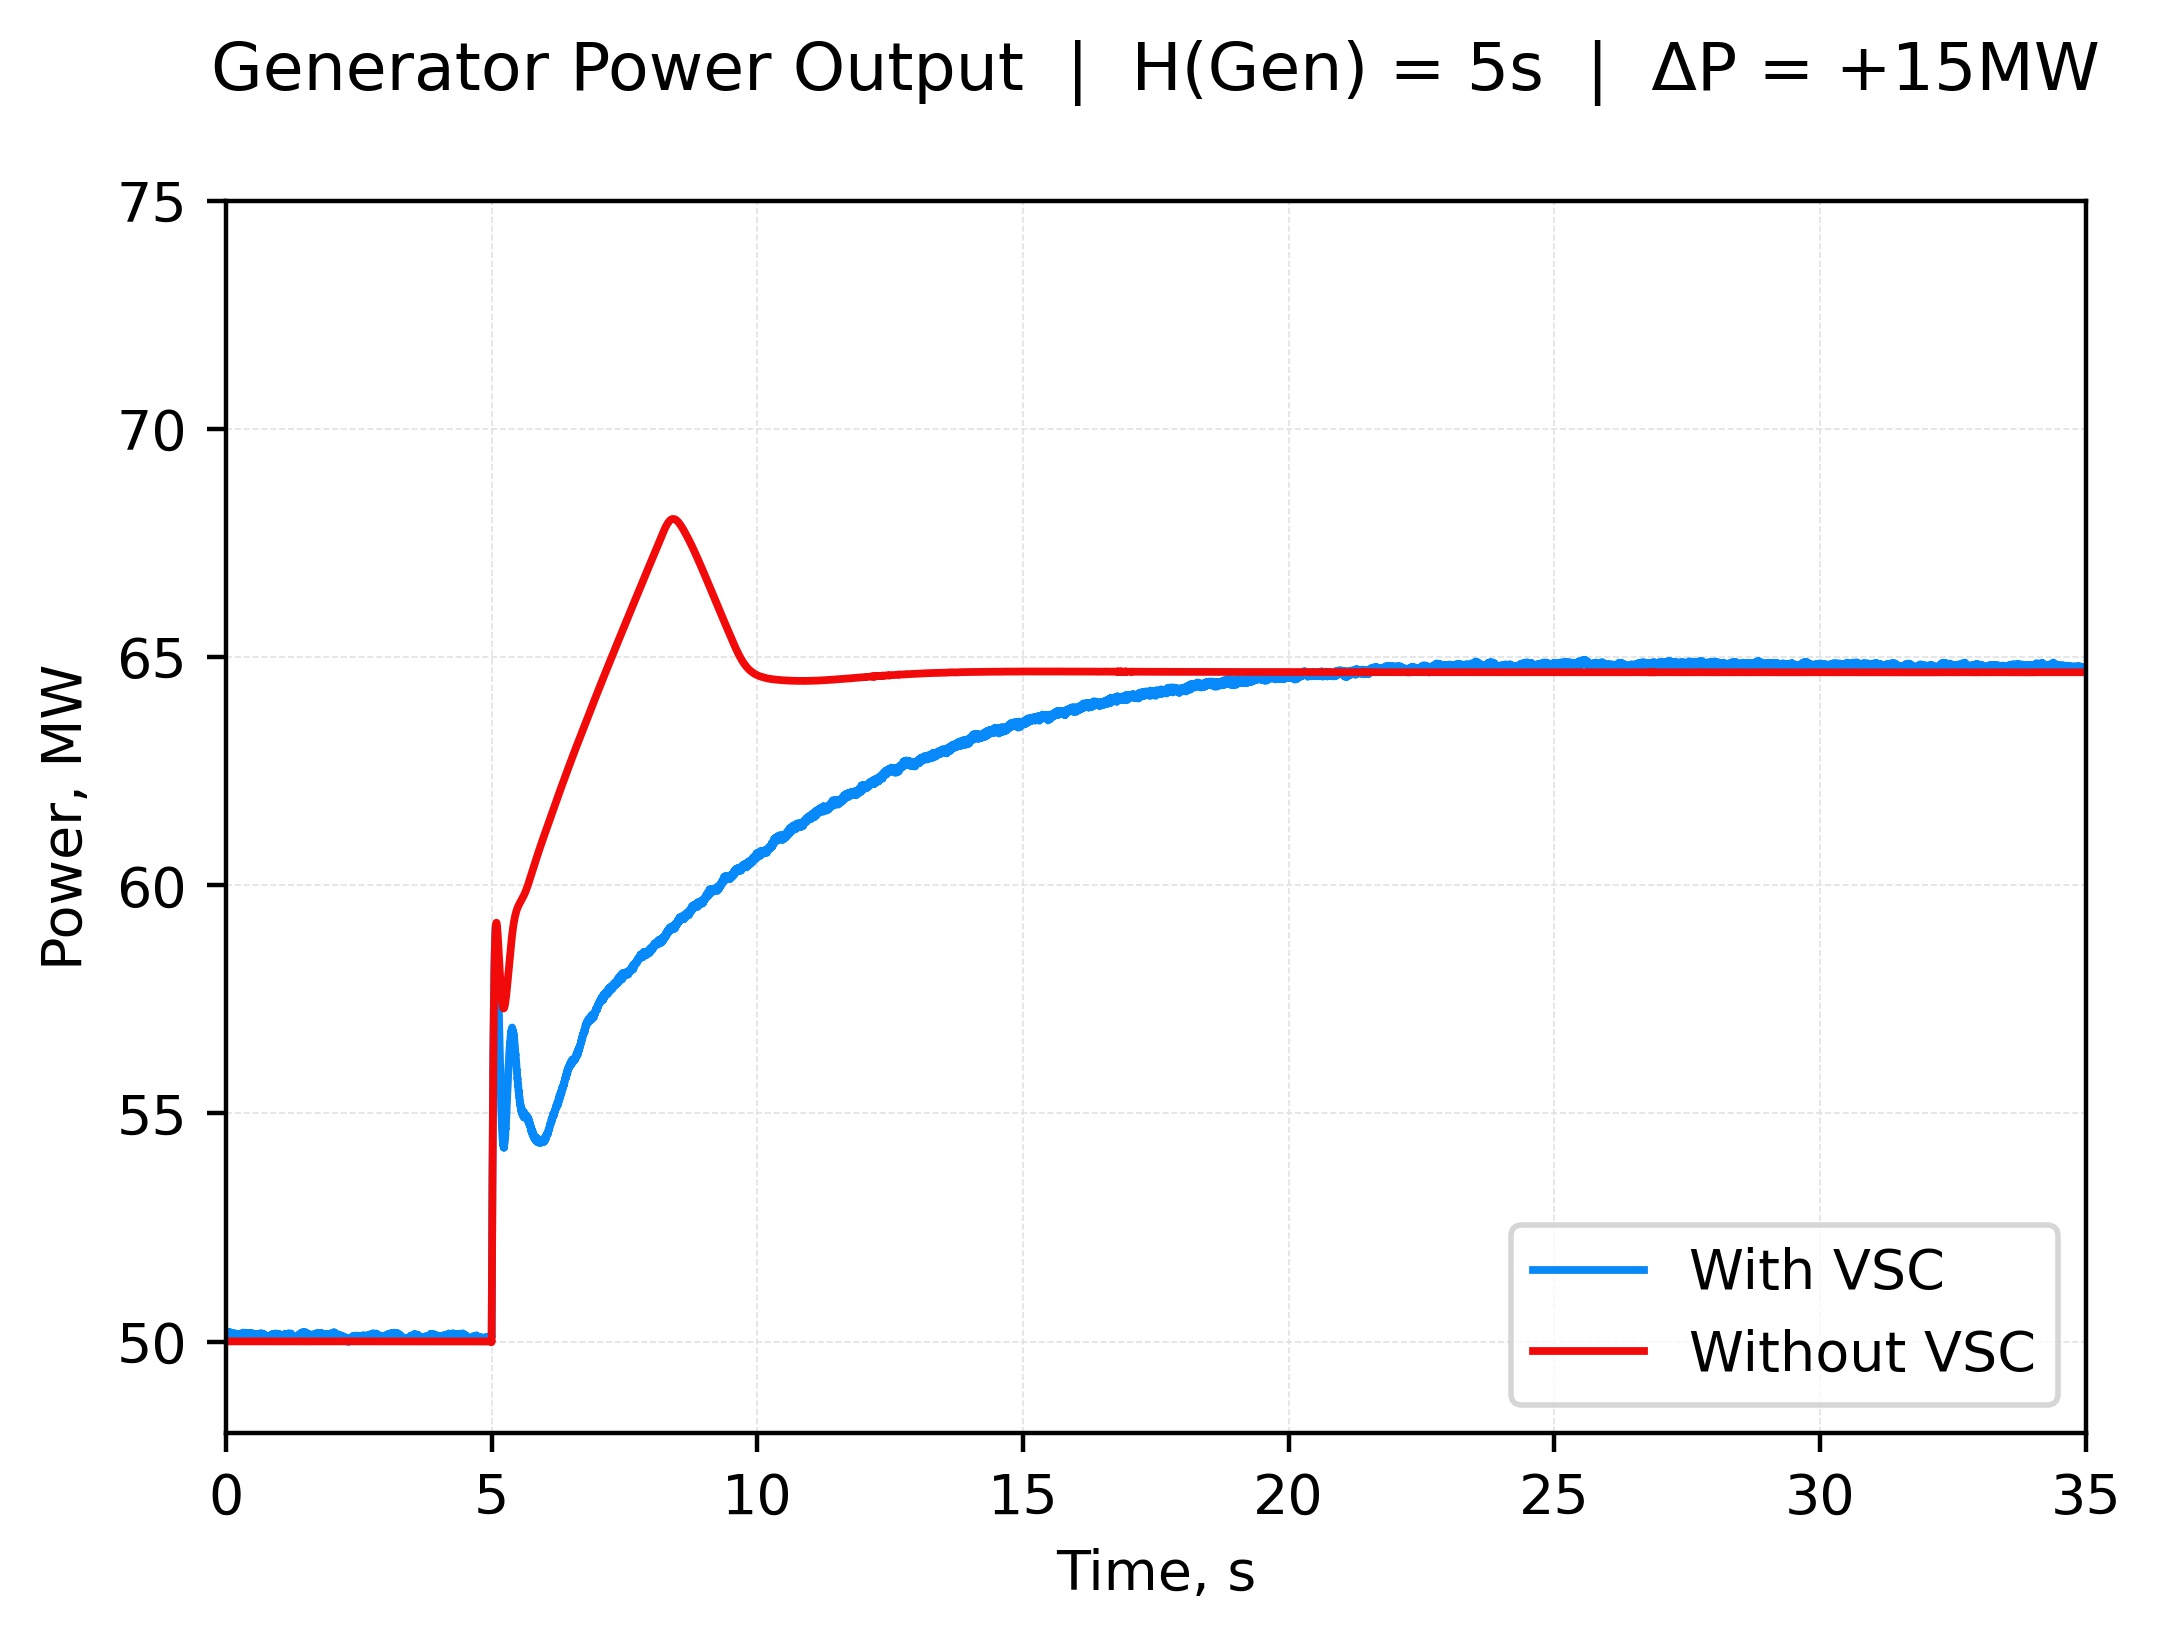 Generator Power Output | H(Gen) = 5s | ΔP = +15MW
75
70
65
60
55
50
Power, MW
With VSC
Without VSC
0 5 10 15 20 25 30 35
Time, s